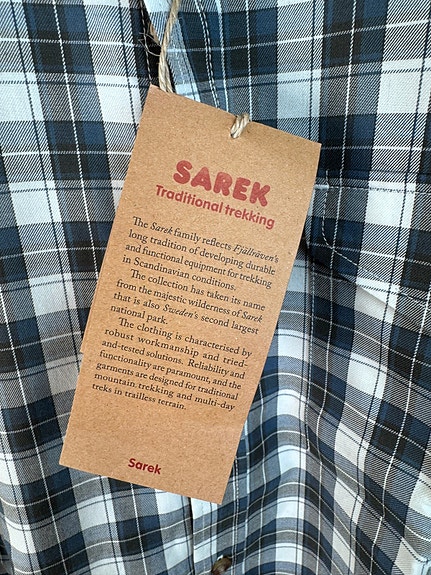 SAREK
Traditional trekking
The Sarek family reflects Fjällräven's
long tradition of developing durable
and functional equipment for trekking
in Scandinavian conditions.
The collection has taken its name
from the majestic wilderness of Sarek
that is also Sweden's second largest
national park.
The clothing is characterised by
robust workmanship and tried-
and-tested solutions. Reliability and
functionality are paramount, and the
garments are designed for traditional
mountain trekking and multi-day
treks in trailless terrain.
Sarek